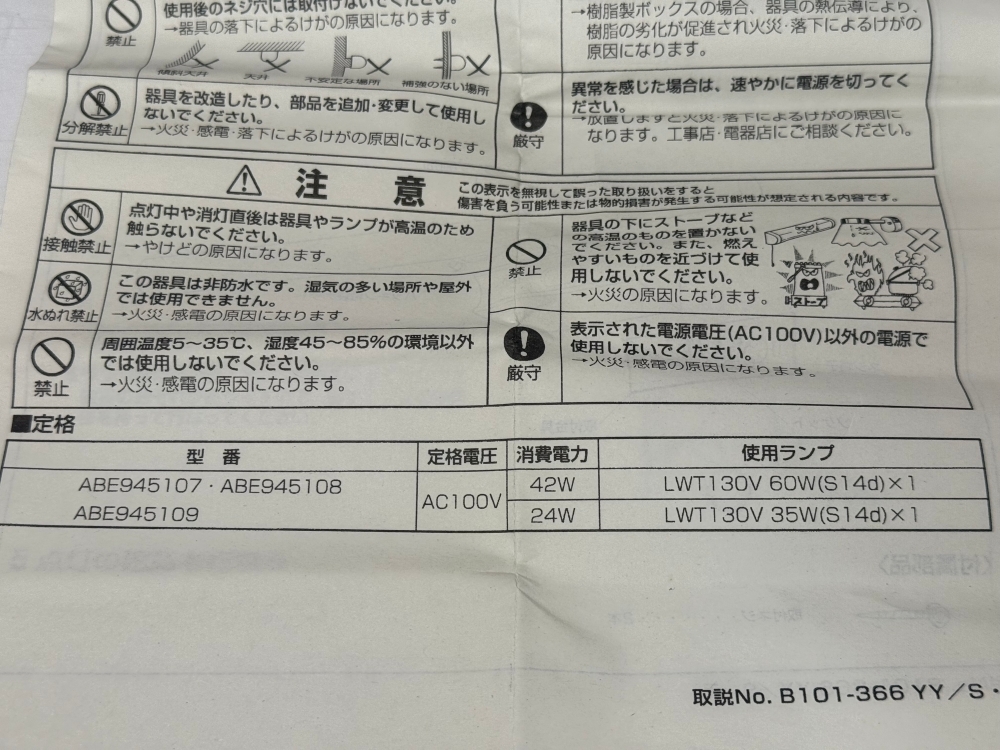 使用後のネジ穴には取付けないでください。
→器具の落下によるけがの原因になります。
禁止
傾斜天井
天井
不安定な場所
補強のない場所
分解禁止
器具を改造したり、部品を追加・変更して使用し
ないでください。
→火災・感電・落下によるけがの原因になります。
→樹脂製ボックスの場合、器具の熱伝導により、
樹脂の劣化が促進され火災・落下によるけがの
原因になります。
厳守
異常を感じた場合は、速やかに電源を切ってく
ださい。
→放置しますと火災・落下によるけがの原因に
なります。工事店・電器店にご相談ください。
注 意
この表示を無視して誤った取り扱いをすると
傷害を負う可能性または物的損害が発生する可能性が想定される内容です。
接触禁止
点灯中や消灯直後は器具やランプが高温のため
触らないでください。
→やけどの原因になります。
水ぬれ禁止
この器具は非防水です。湿気の多い場所や屋外
では使用できません。
→火災・感電の原因になります。
禁止
周囲温度5〜35℃、湿度45〜85%の環境以外
では使用しないでください。
→火災・感電の原因になります。
禁止
器具の下にストーブなど
の高温のものを置かない
でください。また、燃え
やすいものを近づけて使
用しないでください。
→火災の原因になります。
ストーブ
厳守
表示された電源電圧(AC100V)以外の電源で
使用しないでください。
→火災・感電の原因になります。
■定格
型 番 定格電圧 消費電力 使用ランプ
ABE945107・ABE945108 AC100V 42W LWT130V 60W(S14d)×1
ABE945109 24W LWT130V 35W(S14d)×1
取説No. B101-366 YY/S・